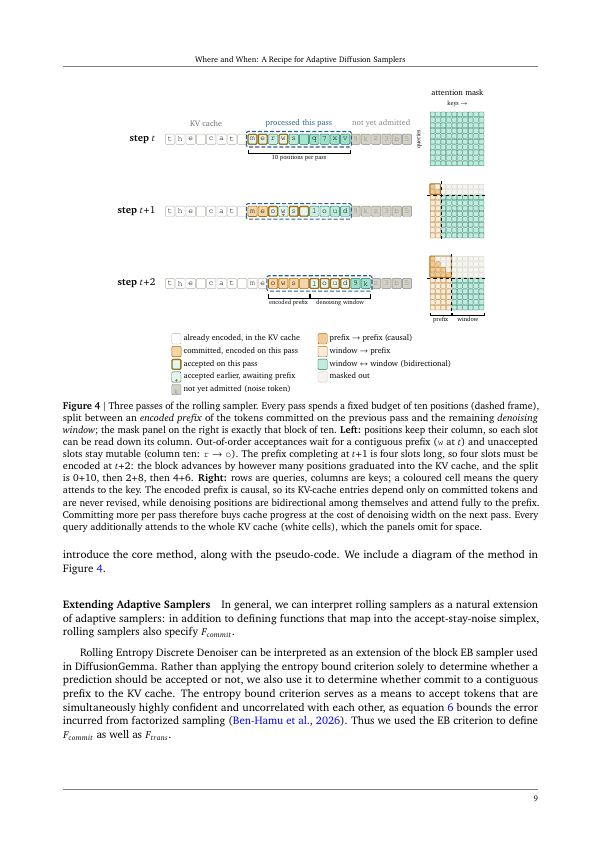 Where and When: A Recipe for Adaptive Diffusion Samplers
attention mask
keys →
KV cache processed this pass not yet admitted
queries
step t
10 positions per pass
step t+1
step t+2
encoded prefix denoising window
prefix window
already encoded, in the KV cache
committed, encoded on this pass
accepted on this pass
accepted earlier, awaiting prefix
not yet admitted (noise token)
prefix → prefix (causal)
window → prefix
window ↔ window (bidirectional)
masked out
Figure 4 | Three passes of the rolling sampler. Every pass spends a fixed budget of ten positions (dashed frame),
split between an encoded prefix of the tokens committed on the previous pass and the remaining denoising
window; the mask panel on the right is exactly that block of ten. Left: positions keep their column, so each slot
can be read down its column. Out-of-order acceptances wait for a contiguous prefix (w at t) and unaccepted
slots stay mutable (column ten: r → o). The prefix completing at t+1 is four slots long, so four slots must be
encoded at t+2: the block advances by however many positions graduated into the KV cache, and the split
is 0+10, then 2+8, then 4+6. Right: rows are queries, columns are keys; a coloured cell means the query
attends to the key. The encoded prefix is causal, so its KV-cache entries depend only on committed tokens and
are never revised, while denoising positions are bidirectional among themselves and attend fully to the prefix.
Committing more per pass therefore buys cache progress at the cost of denoising width on the next pass. Every
query additionally attends to the whole KV cache (white cells), which the panels omit for space.
introduce the core method, along with the pseudo-code. We include a diagram of the method in
Figure 4.
Extending Adaptive Samplers In general, we can interpret rolling samplers as a natural extension
of adaptive samplers: in addition to defining functions that map into the accept-stay-noise simplex,
rolling samplers also specify F_commit.
Rolling Entropy Discrete Denoiser can be interpreted as an extension of the block EB sampler used
in DiffusionGemma. Rather than applying the entropy bound criterion solely to determine whether a
prediction should be accepted or not, we also use it to determine whether commit to a contiguous
prefix to the KV cache. The entropy bound criterion serves as a means to accept tokens that are
simultaneously highly confident and uncorrelated with each other, as equation 6 bounds the error
incurred from factorized sampling (Ben-Hamu et al., 2026). Thus we used the EB criterion to define
F_commit as well as F_trans.
9